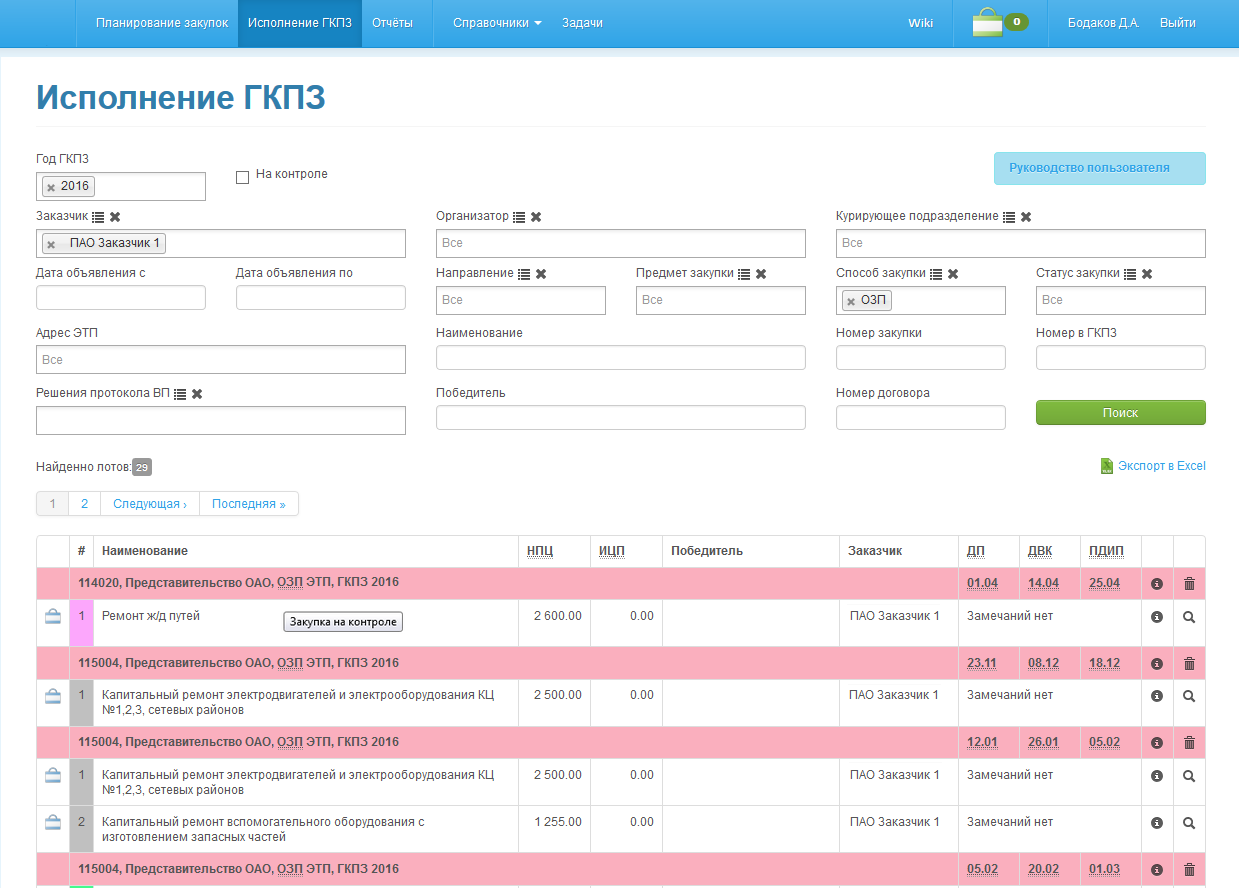 Планирование закупок Исполнение ГКПЗ Отчёты Справочники Задачи Wiki 0 Бодаков Д.А. Выйти
Исполнение ГКПЗ
Год ГКПЗ
2016 На контроле Руководство пользователя
Заказчик Организатор Курирующее подразделение
ПАО Заказчик 1 Все Все
Дата объявления с Дата объявления по Направление Предмет закупки Способ закупки Статус закупки
Все Все ОЗП Все
Адрес ЭТП Наименование Номер закупки Номер в ГКПЗ
Все
Решения протокола ВП Победитель Номер договора
Поиск
Найденно лотов: 29 Экспорт в Excel
1 2 Следующая › Последняя »
# Наименование НПЦ ИЦП Победитель Заказчик ДП ДВК ПДИП
114020, Представительство ОАО, ОЗП ЭТП, ГКПЗ 2016 01.04 14.04 25.04
1 Ремонт ж/д путей Закупка на контроле 2 600.00 0.00 ПАО Заказчик 1 Замечаний нет
115004, Представительство ОАО, ОЗП ЭТП, ГКПЗ 2016 23.11 08.12 18.12
1 Капитальный ремонт электродвигателей и электрооборудования КЦ 2 500.00 0.00 ПАО Заказчик 1 Замечаний нет
№1,2,3, сетевых районов
115004, Представительство ОАО, ОЗП ЭТП, ГКПЗ 2016 12.01 26.01 05.02
1 Капитальный ремонт электродвигателей и электрооборудования КЦ 2 500.00 0.00 ПАО Заказчик 1 Замечаний нет
№1,2,3, сетевых районов
2 Капитальный ремонт вспомогательного оборудования с 1 255.00 0.00 ПАО Заказчик 1 Замечаний нет
изготовлением запасных частей
115004, Представительство ОАО, ОЗП ЭТП, ГКПЗ 2016 05.02 20.02 01.03